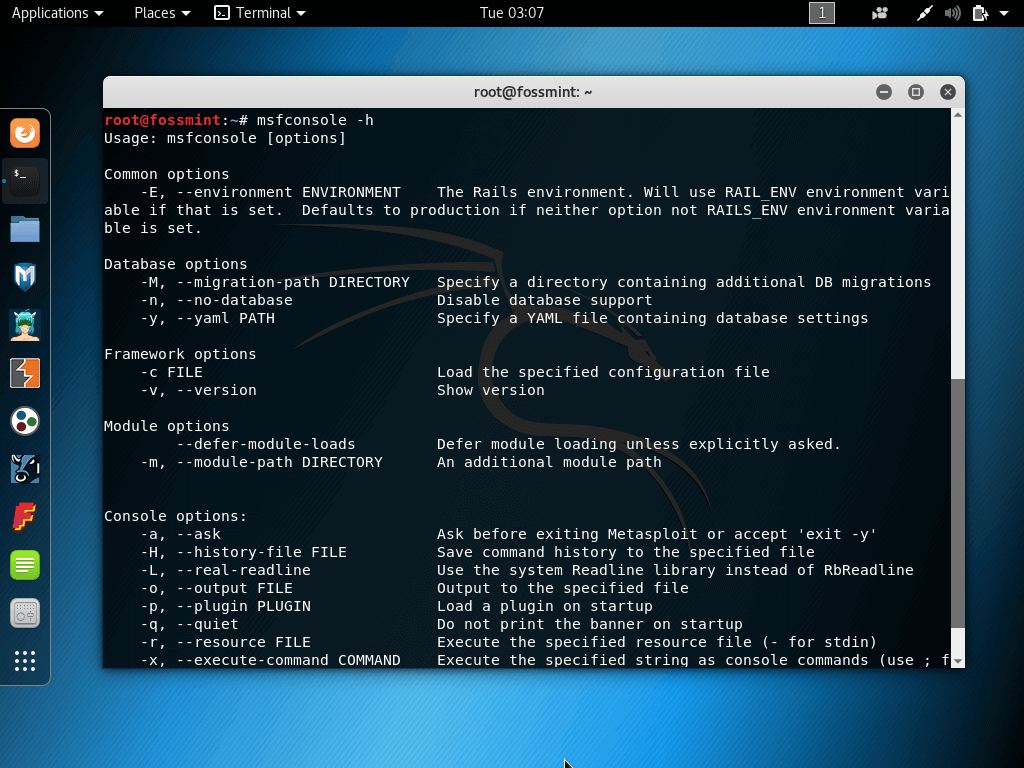 Applications Places Terminal Tue 03:07 1
root@fossmint: ~
root@fossmint:~# msfconsole -h
Usage: msfconsole [options]
Common options
-E, --environment ENVIRONMENT The Rails environment. Will use RAIL_ENV environment vari
able if that is set. Defaults to production if neither option not RAILS_ENV environment varia
ble is set.
Database options
-M, --migration-path DIRECTORY Specify a directory containing additional DB migrations
-n, --no-database Disable database support
-y, --yaml PATH Specify a YAML file containing database settings
Framework options
-c FILE Load the specified configuration file
-v, --version Show version
Module options
--defer-module-loads Defer module loading unless explicitly asked.
-m, --module-path DIRECTORY An additional module path
Console options:
-a, --ask Ask before exiting Metasploit or accept 'exit -y'
-H, --history-file FILE Save command history to the specified file
-L, --real-readline Use the system Readline library instead of RbReadline
-o, --output FILE Output to the specified file
-p, --plugin PLUGIN Load a plugin on startup
-q, --quiet Do not print the banner on startup
-r, --resource FILE Execute the specified resource file (- for stdin)
-x, --execute-command COMMAND Execute the specified string as console commands (use ; f